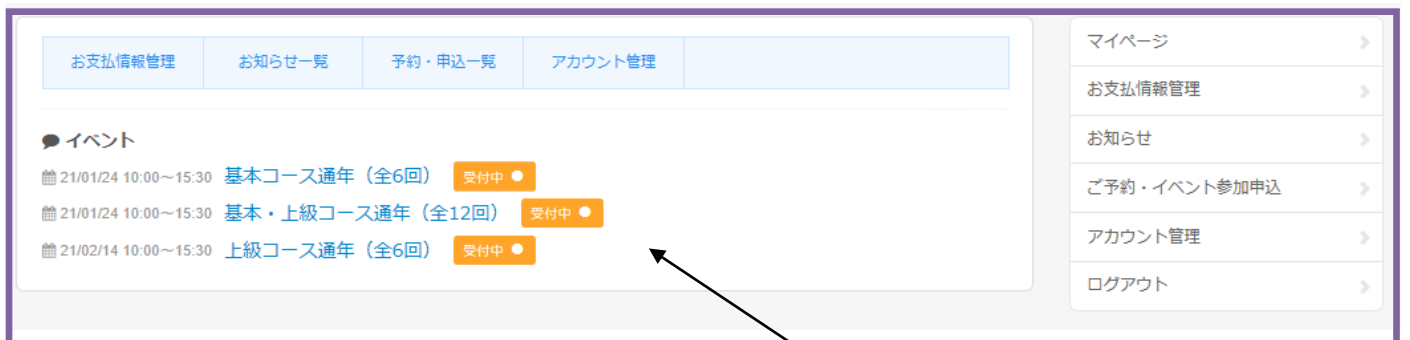 お支払情報管理 お知らせ一覧 予約・申込一覧 アカウント管理
イベント
21/01/24 10:00～15:30 基本コース通年（全6回） 受付中
21/01/24 10:00～15:30 基本・上級コース通年（全12回） 受付中
21/02/14 10:00～15:30 上級コース通年（全6回） 受付中
マイページ
お支払情報管理
お知らせ
ご予約・イベント参加申込
アカウント管理
ログアウト